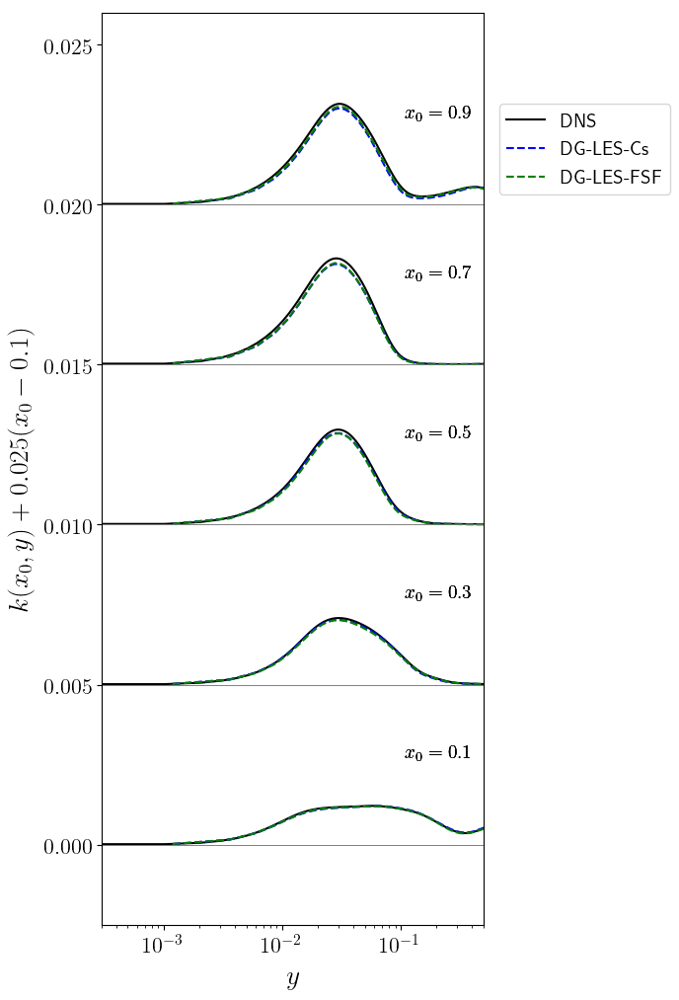 0.025
0.020
0.015
0.010
0.005
0.000
k(x₀, y) + 0.025(x₀ − 0.1)
x₀ = 0.9
x₀ = 0.7
x₀ = 0.5
x₀ = 0.3
x₀ = 0.1
10⁻³ 10⁻² 10⁻¹
y
DNS
DG-LES-Cs
DG-LES-FSF